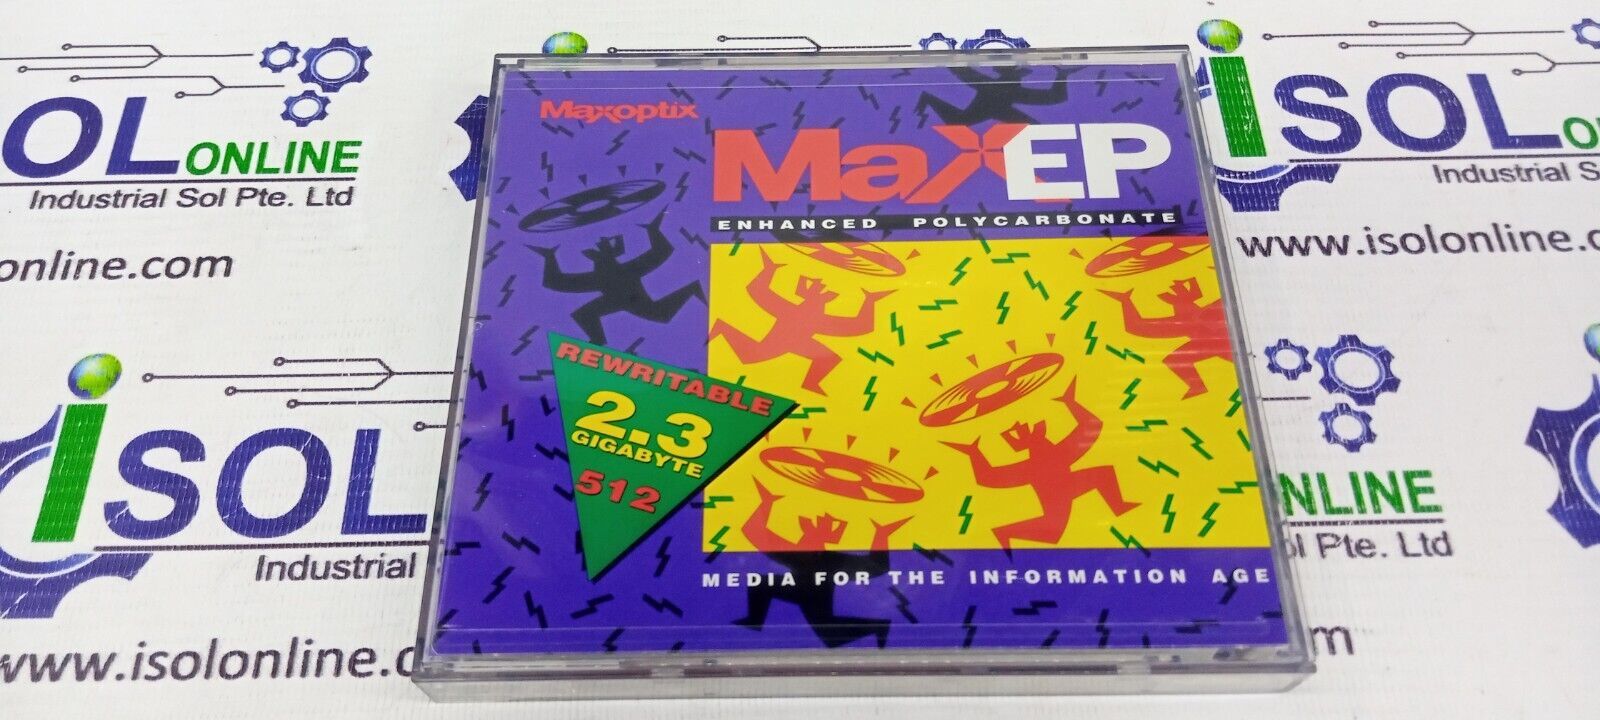 Maxoptix
MaxEP
ENHANCED POLYCARBONATE
REWRITABLE
2.3
GIGABYTE
512
MEDIA FOR THE INFORMATION AGE
OL ONLINE
Industrial Sol Pte. Ltd
online.com
iSOL
Industrial
www.isolonline.c
iSOL
ON
Industrial S
www.isolonline.c
NLINE
ol Pte. Ltd
m